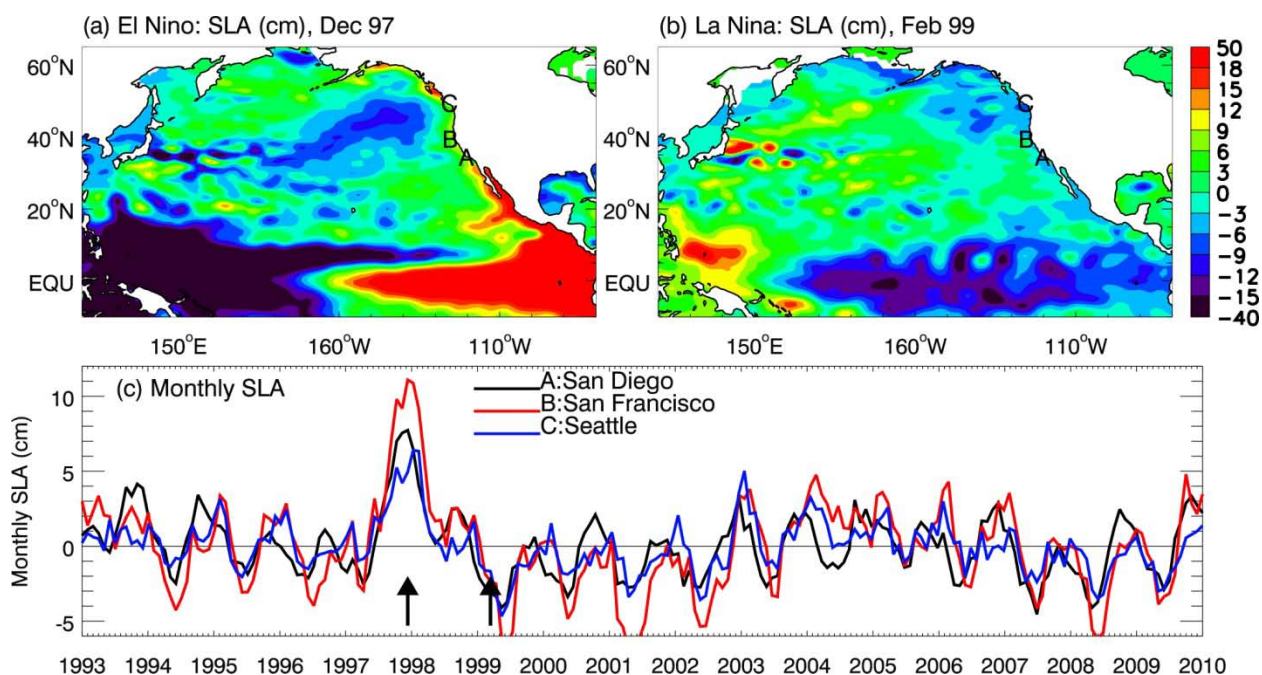 (a) El Nino: SLA (cm), Dec 97
(b) La Nina: SLA (cm), Feb 99
60°N
40°N
20°N
EQU
C
B
A
150°E
160°W
110°W
60°N
40°N
20°N
EQU
C
B
A
150°E
160°W
110°W
50
18
15
12
9
6
3
0
-3
-6
-9
-12
-15
-40
(c) Monthly SLA
A:San Diego
B:San Francisco
C:Seattle
Monthly SLA (cm)
10
5
0
-5
1993 1994 1995 1996 1997 1998 1999 2000 2001 2002 2003 2004 2005 2006 2007 2008 2009 2010